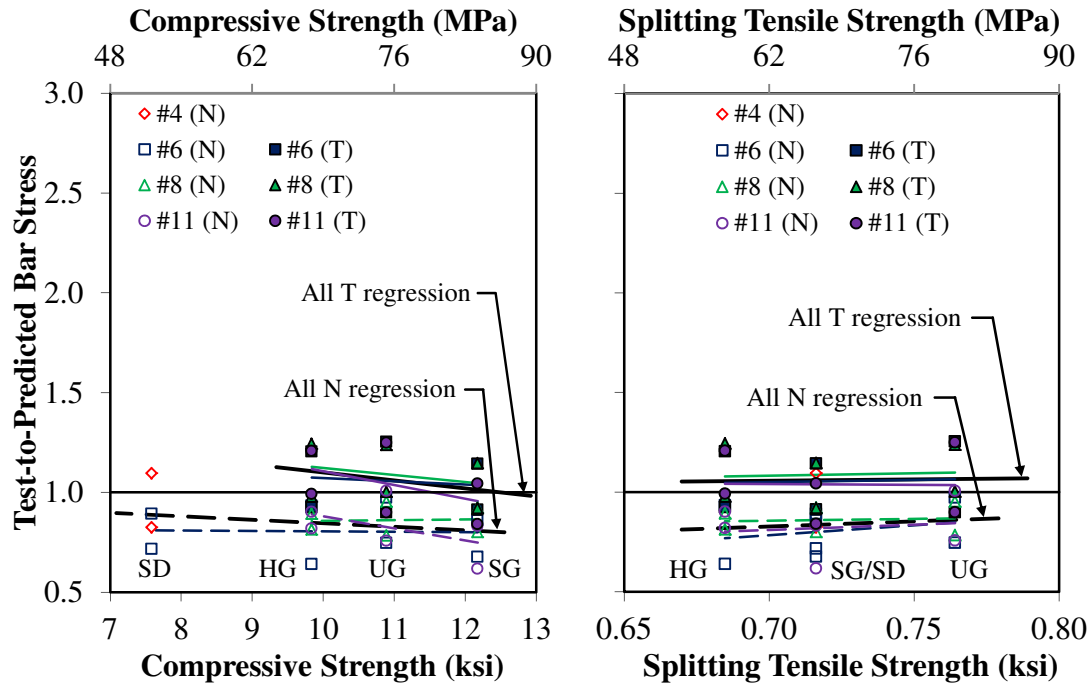 Compressive Strength (MPa)
48 62 76 90
3.0
2.5
2.0
1.5
1.0
0.5
Test-to-Predicted Bar Stress
#4 (N)
#6 (N) #6 (T)
#8 (N) #8 (T)
#11 (N) #11 (T)
All T regression
All N regression
SD HG UG SG
7 8 9 10 11 12 13
Compressive Strength (ksi)
Splitting Tensile Strength (MPa)
48 62 76 90
#4 (N)
#6 (N) #6 (T)
#8 (N) #8 (T)
#11 (N) #11 (T)
All T regression
All N regression
HG SG/SD UG
0.65 0.70 0.75 0.80
Splitting Tensile Strength (ksi)